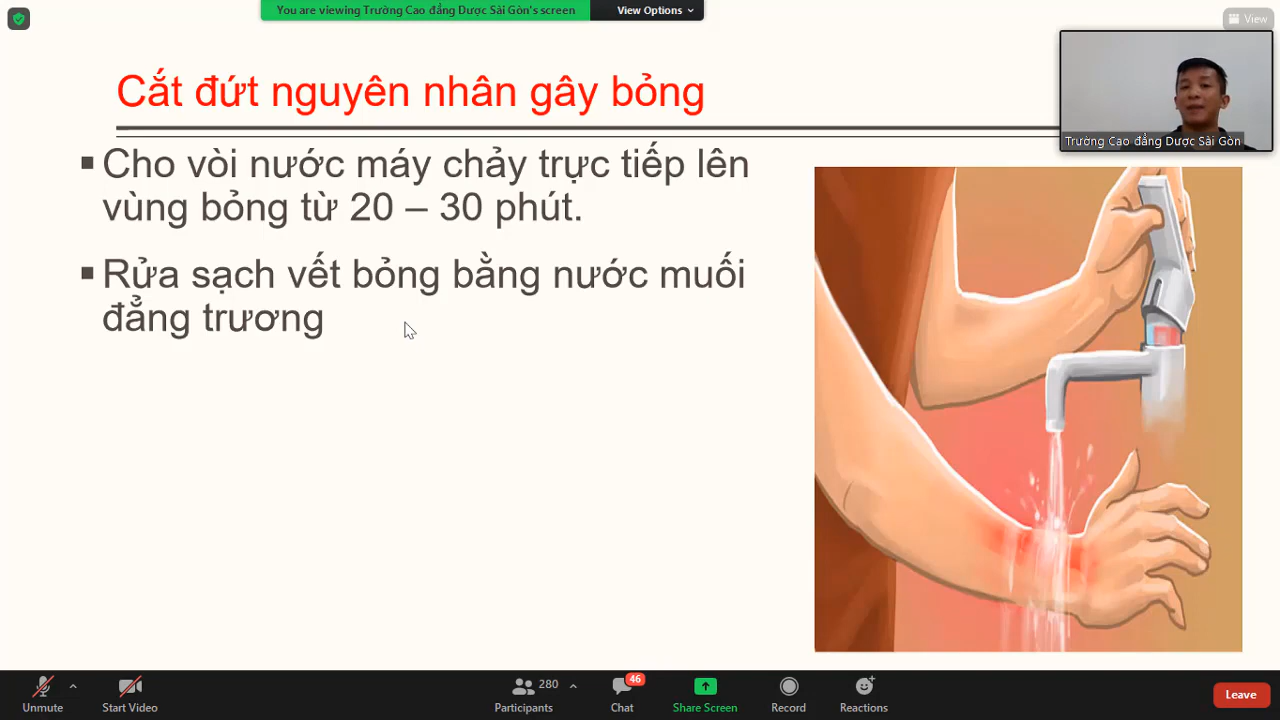 You are viewing Trường Cao đẳng Dược Sài Gòn's screen
View Options
View
Cắt đứt nguyên nhân gây bỏng
Trường Cao đẳng Dược Sài Gòn
Cho vòi nước máy chảy trực tiếp lên
vùng bỏng từ 20 – 30 phút.
Rửa sạch vết bỏng bằng nước muối
đẳng trương
Unmute
Start Video
280
Participants
46
Chat
Share Screen
Record
Reactions
Leave